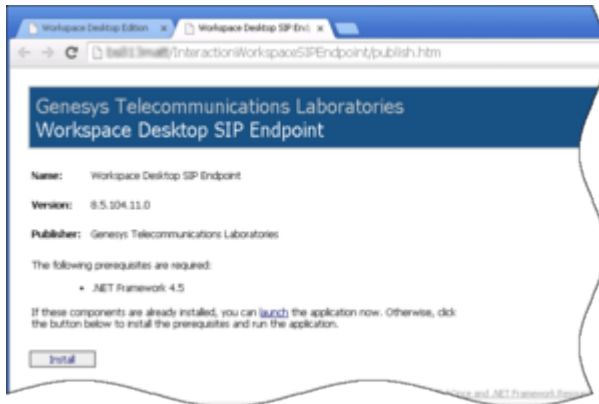 Workspace Desktop Edition
Workspace Desktop SIP End
/InteractionWorkspaceSIPEndpoint/publish.htm
Genesys Telecommunications Laboratories
Workspace Desktop SIP Endpoint
Name: Workspace Desktop SIP Endpoint
Version: 8.5.104.11.0
Publisher: Genesys Telecommunications Laboratories
The following prerequisites are required:
• .NET Framework 4.5
If these components are already installed, you can launch the application now. Otherwise, click
the button below to install the prerequisites and run the application.
Install
and .NET Framework